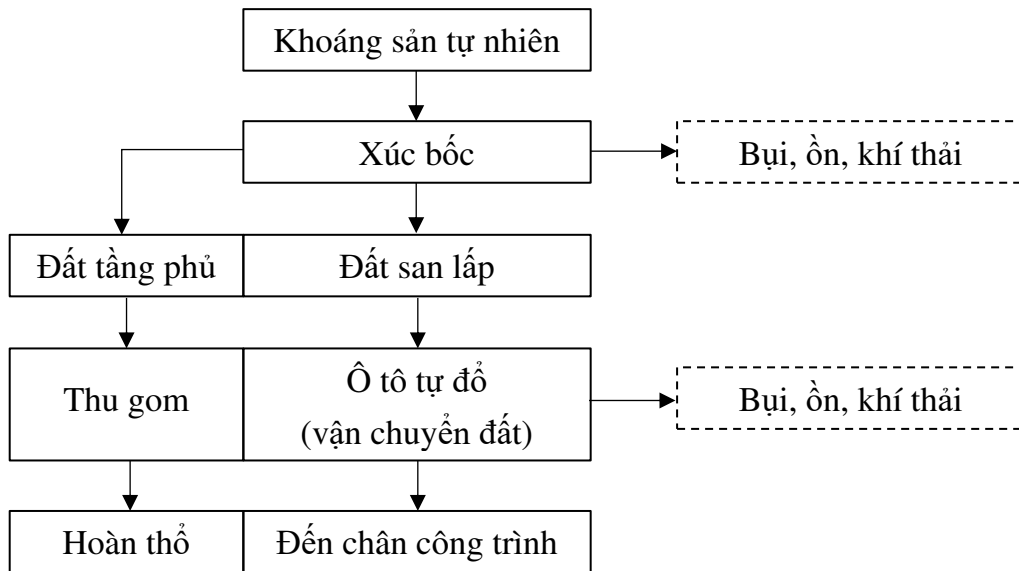 Khoáng sản tự nhiên
Xúc bốc
Bụi, ồn, khí thải
Đất tầng phủ
Đất san lấp
Thu gom
Ô tô tự đổ
(vận chuyển đất)
Bụi, ồn, khí thải
Hoàn thổ
Đến chân công trình